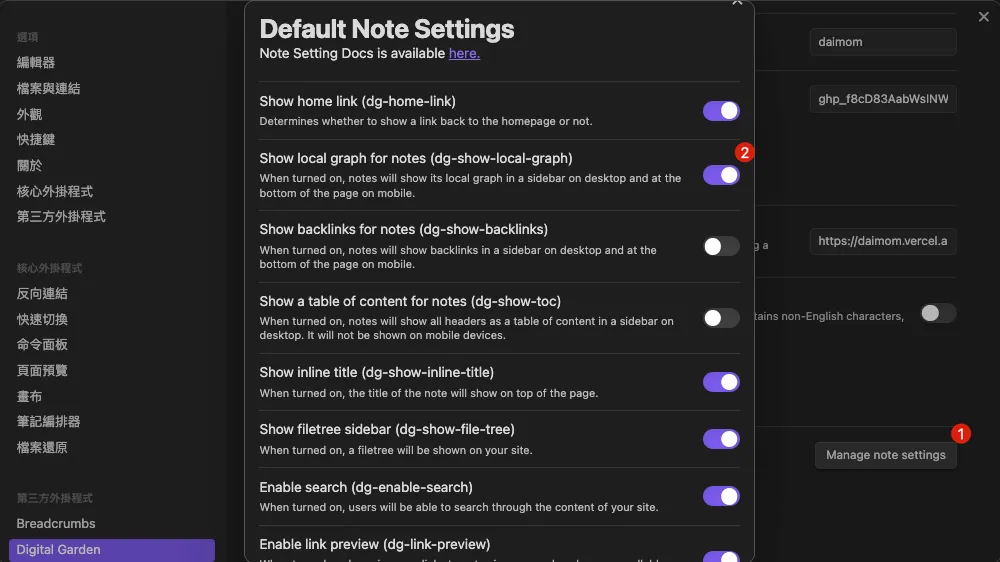 選項
編輯器
檔案與連結
外觀
快捷鍵
關於
核心外掛程式
第三方外掛程式
核心外掛程式
反向連結
快速切換
命令面板
頁面預覽
畫布
筆記編排器
檔案還原
第三方外掛程式
Breadcrumbs
Digital Garden
Default Note Settings
Note Setting Docs is available here.
Show home link (dg-home-link)
Determines whether to show a link back to the homepage or not.
Show local graph for notes (dg-show-local-graph)
When turned on, notes will show its local graph in a sidebar on desktop and at the
bottom of the page on mobile.
2
Show backlinks for notes (dg-show-backlinks)
When turned on, notes will show backlinks in a sidebar on desktop and at the
bottom of the page on mobile.
Show a table of content for notes (dg-show-toc)
When turned on, notes will show all headers as a table of content in a sidebar on
desktop. It will not be shown on mobile devices.
Show inline title (dg-show-inline-title)
When turned on, the title of the note will show on top of the page.
Show filetree sidebar (dg-show-file-tree)
When turned on, a filetree will be shown on your site.
Enable search (dg-enable-search)
When turned on, users will be able to search through the content of your site.
Enable link preview (dg-link-preview)
daimom
ghp_f8cD83AabWsINW
g a
https://daimom.vercel.a
tains non-English characters,
1
Manage note settings